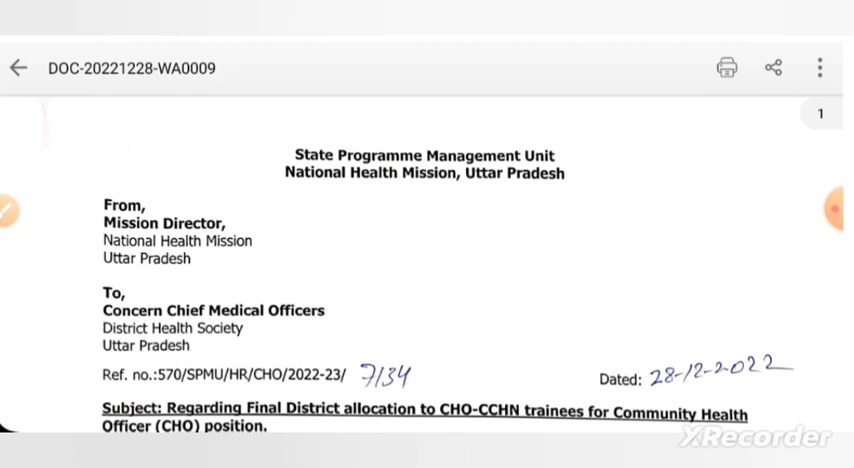 DOC-20221228-WA0009
1
State Programme Management Unit
National Health Mission, Uttar Pradesh
From,
Mission Director,
National Health Mission
Uttar Pradesh
To,
Concern Chief Medical Officers
District Health Society
Uttar Pradesh
Ref. no.:570/SPMU/HR/CHO/2022-23/ 7134
Dated: 28-12-2022
Subject: Regarding Final District allocation to CHO-CCHN trainees for Community Health
Officer (CHO) position.
XRecorder